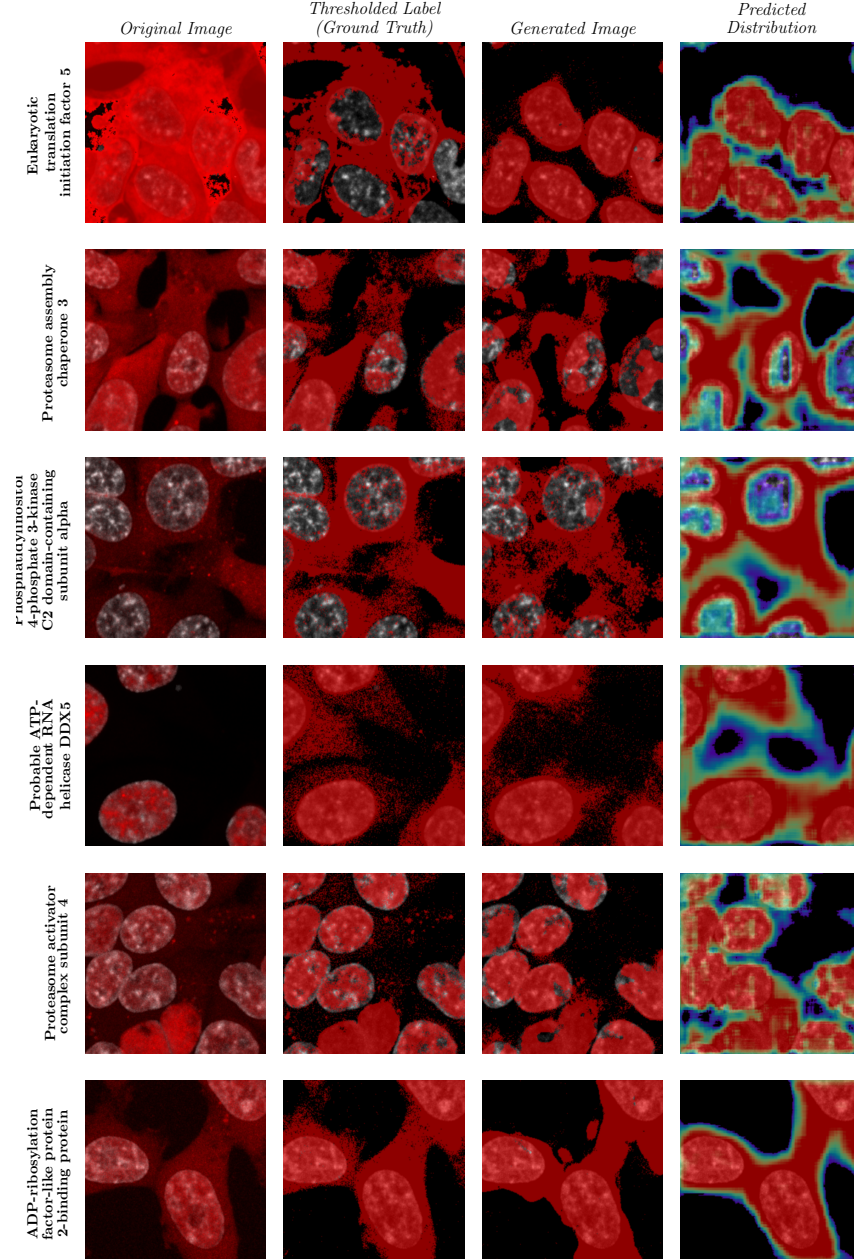 Original Image
Thresholded Label
(Ground Truth)
Generated Image
Predicted
Distribution
Eukaryotic
translation
initiation factor 5
Proteasome assembly
chaperone 3
4-phosphate 3-kinase
C2 domain-containing
subunit alpha
Probable ATP-
dependent RNA
helicase DDX5
Proteasome activator
complex subunit 4
ADP-ribosylation
factor-like protein
2-binding protein